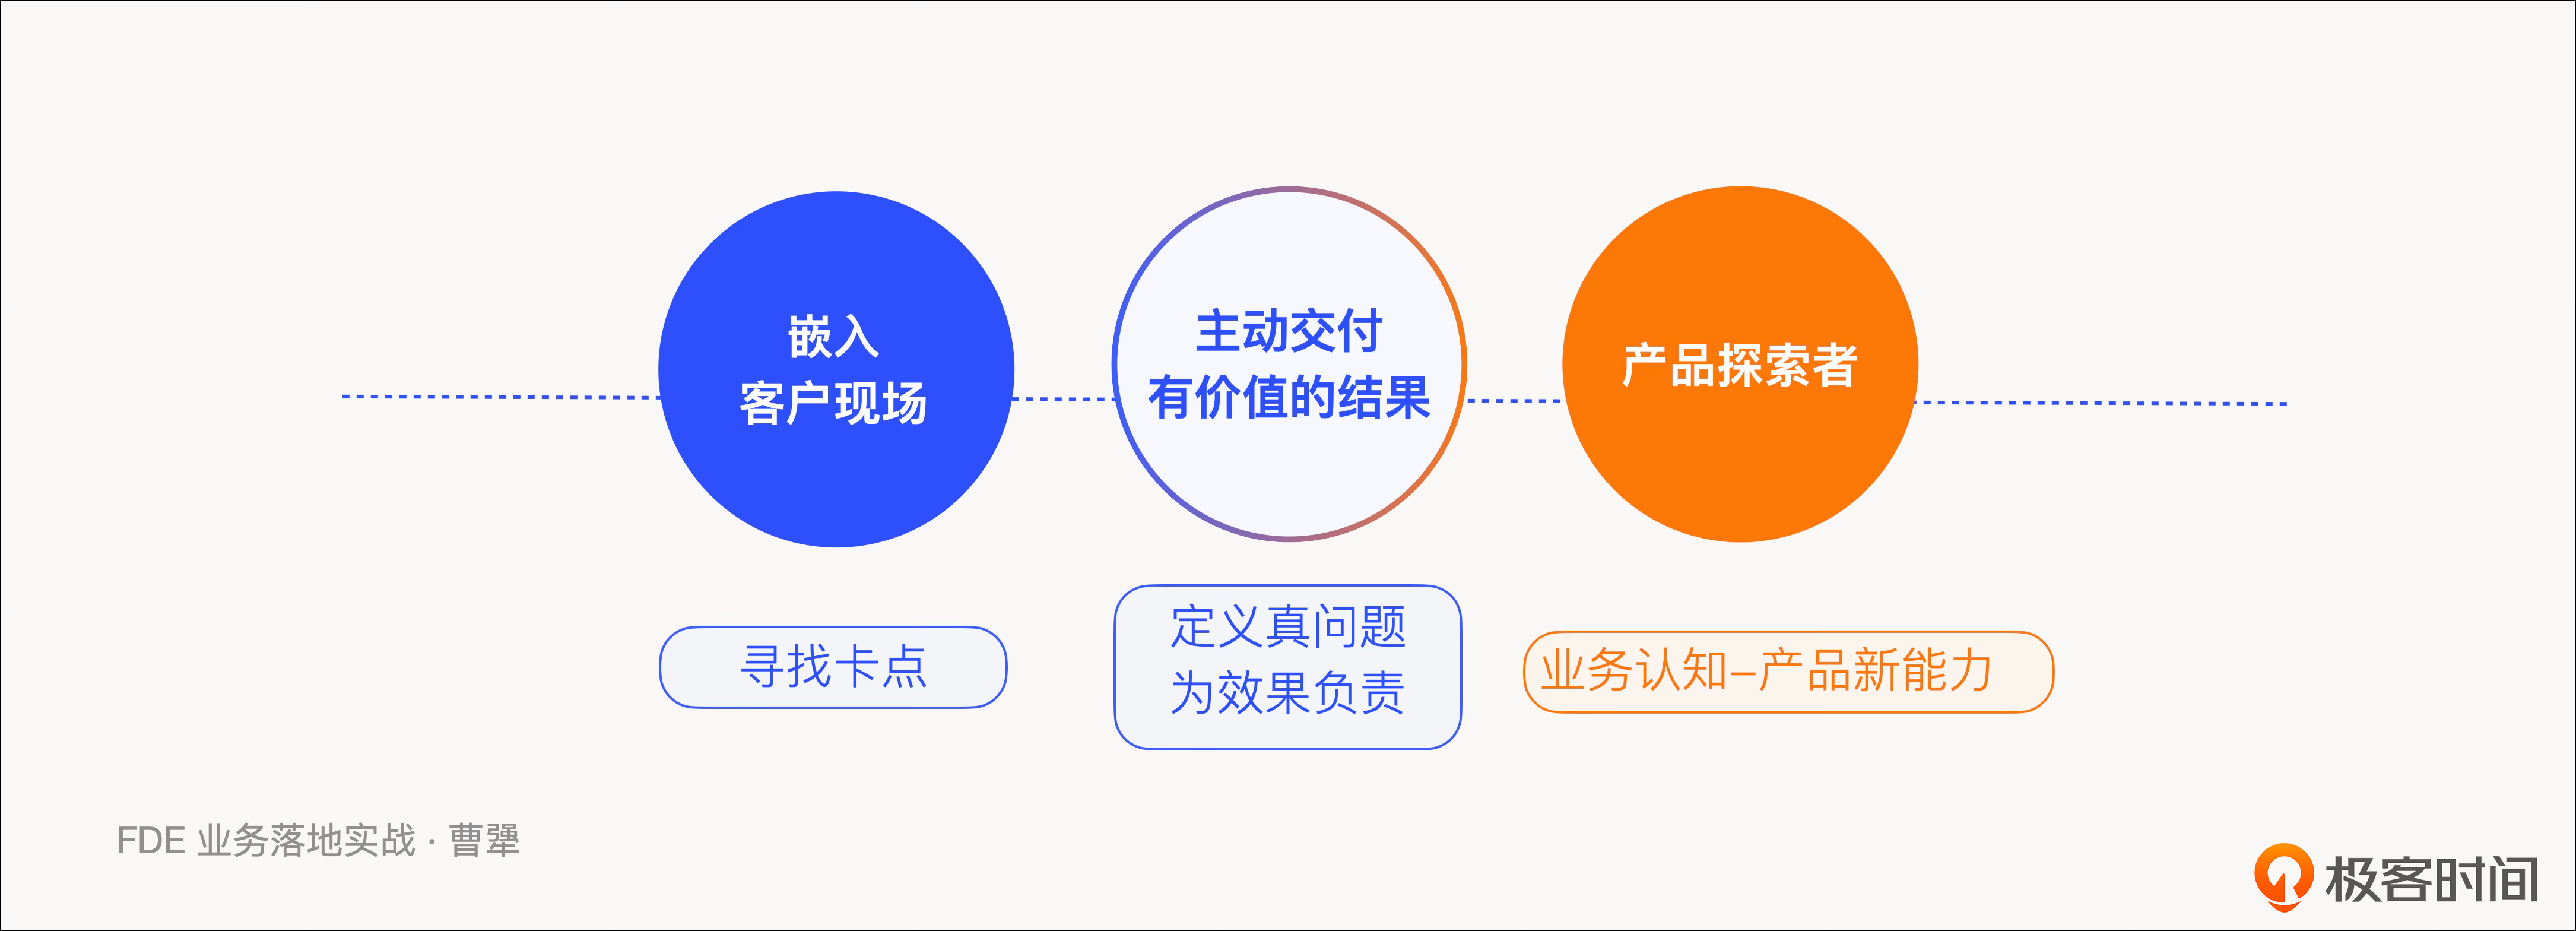 嵌入
客户现场
主动交付
有价值的结果
产品探索者
寻找卡点
定义真问题
为效果负责
业务认知–产品新能力
FDE 业务落地实战 · 曹犟
极客时间